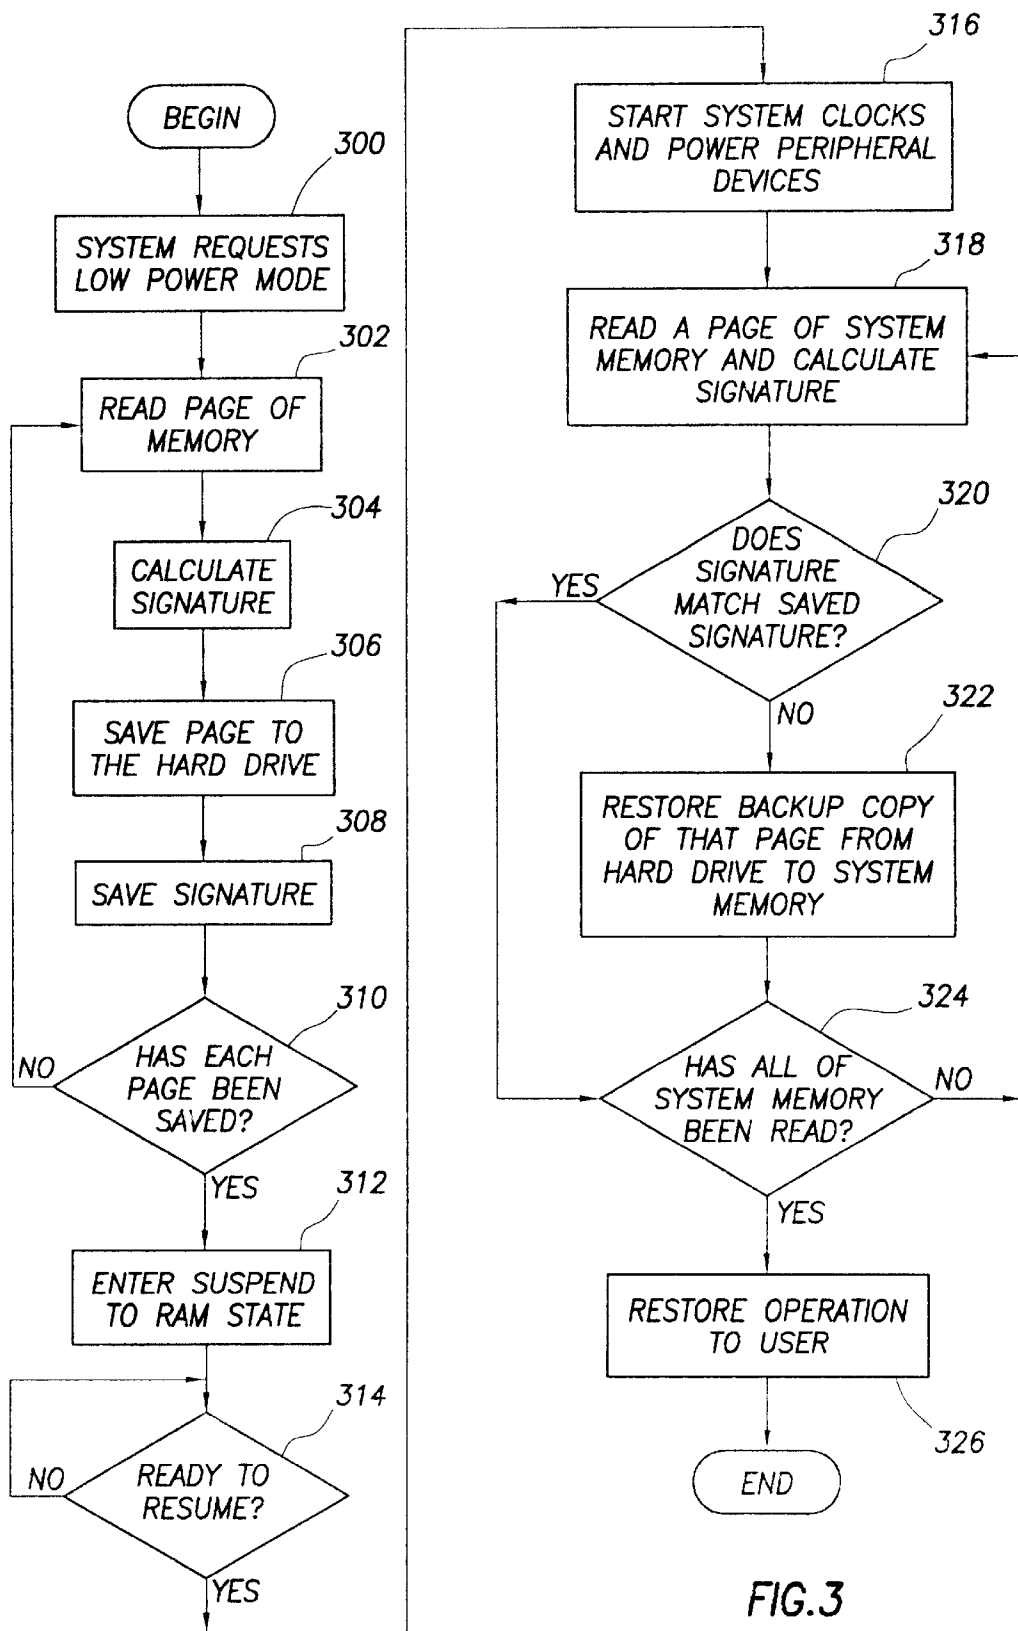 BEGIN
300
SYSTEM REQUESTS
LOW POWER MODE
302
READ PAGE OF
MEMORY
304
CALCULATE
SIGNATURE
306
SAVE PAGE TO
THE HARD DRIVE
308
SAVE SIGNATURE
310
HAS EACH
PAGE BEEN
SAVED?
NO
YES
312
ENTER SUSPEND
TO RAM STATE
314
READY TO
RESUME?
NO
YES
316
START SYSTEM CLOCKS
AND POWER PERIPHERAL
DEVICES
318
READ A PAGE OF SYSTEM
MEMORY AND CALCULATE
SIGNATURE
320
DOES
SIGNATURE
MATCH SAVED
SIGNATURE?
YES
NO
322
RESTORE BACKUP COPY
OF THAT PAGE FROM
HARD DRIVE TO SYSTEM
MEMORY
324
HAS ALL OF
SYSTEM MEMORY
BEEN READ?
NO
YES
RESTORE OPERATION
TO USER
326
END
FIG.3